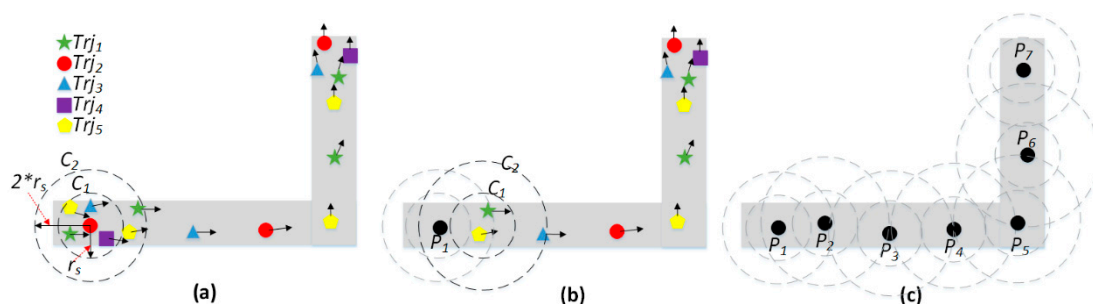 Trj₁
Trj₂
Trj₃
Trj₄
Trj₅
C₂
C₁
2*rₛ
rₛ
(a)
C₂
C₁
P₁
(b)
P₇
P₆
P₁
P₂
P₃
P₄
P₅
(c)